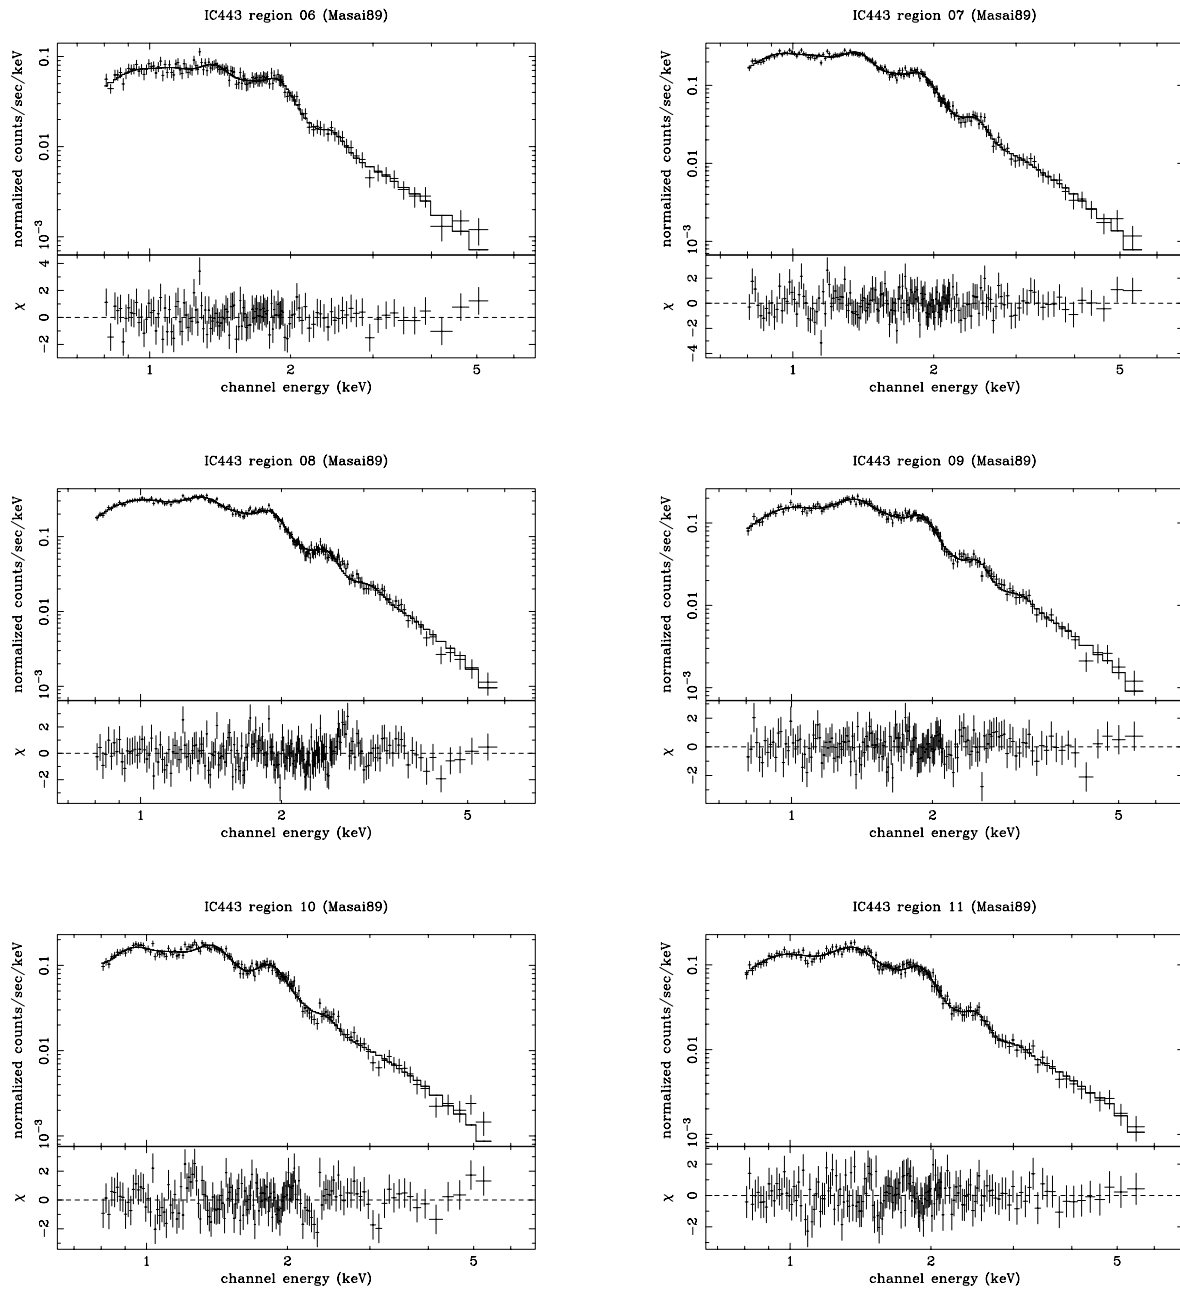 IC443 region 06 (Masai89)
normalized counts/sec/keV
0.1
0.01
10⁻³
χ
4
2
0
−2
1
2
5
channel energy (keV)
IC443 region 07 (Masai89)
normalized counts/sec/keV
0.1
0.01
10⁻³
χ
2
0
−2
−4
1
2
5
channel energy (keV)
IC443 region 08 (Masai89)
normalized counts/sec/keV
0.1
0.01
10⁻³
χ
2
0
−2
1
2
5
channel energy (keV)
IC443 region 09 (Masai89)
normalized counts/sec/keV
0.1
0.01
10⁻³
χ
2
0
−2
1
2
5
channel energy (keV)
IC443 region 10 (Masai89)
normalized counts/sec/keV
0.1
0.01
10⁻³
χ
2
0
−2
1
2
5
channel energy (keV)
IC443 region 11 (Masai89)
normalized counts/sec/keV
0.1
0.01
10⁻³
χ
2
0
−2
1
2
5
channel energy (keV)